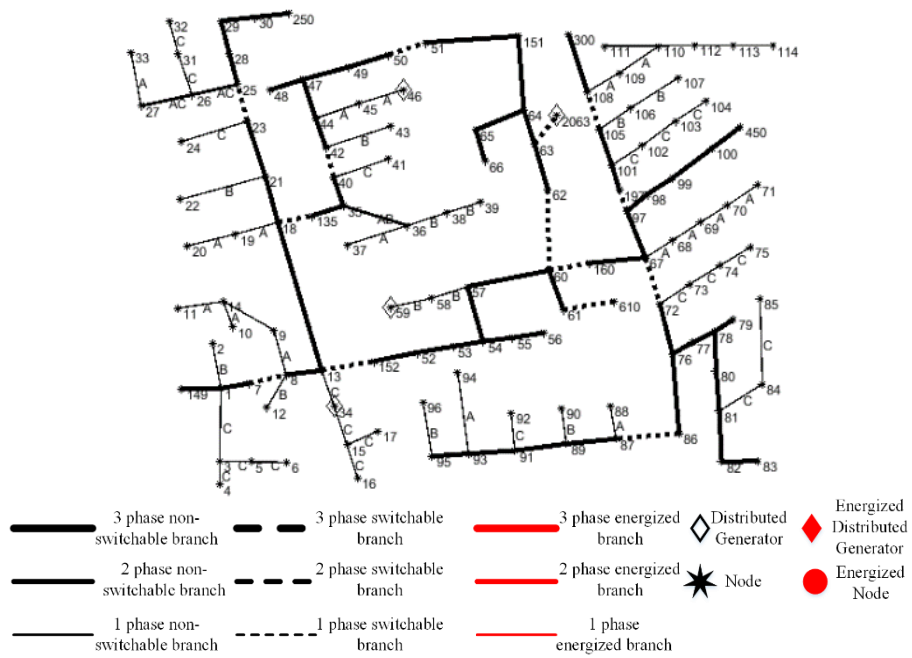 32
29
30
250
33
C
31
28
C
A
27
AC
26
AC
25
48
47
49
50
51
151
300
111
110
112
113
114
A
109
108
107
B
106
B
105
104
103
C
102
C
101
450
100
99
98
197
97
23
C
24
21
B
22
44
A
45
A
46
42
B
43
40
C
41
64
65
66
63
2063
62
18
A
19
A
20
135
35
AB
36
A
37
B
38
B
39
71
A
70
A
69
A
68
A
67
160
60
61
610
75
C
74
C
73
C
72
11
A
14
A
10
9
A
2
B
59
B
58
B
57
56
55
54
53
52
152
13
8
7
1
149
B
12
C
34
C
15
C
17
C
16
C
3
C
5
C
6
C
4
85
C
84
C
81
80
79
78
77
76
82
83
86
87
A
88
89
B
90
91
C
92
93
A
94
95
B
96
3 phase non-
switchable branch
3 phase switchable
branch
3 phase energized
branch
Distributed
Generator
Energized
Distributed
Generator
2 phase non-
switchable branch
2 phase switchable
branch
2 phase energized
branch
Node
Energized
Node
1 phase non-
switchable branch
1 phase switchable
branch
1 phase
energized branch